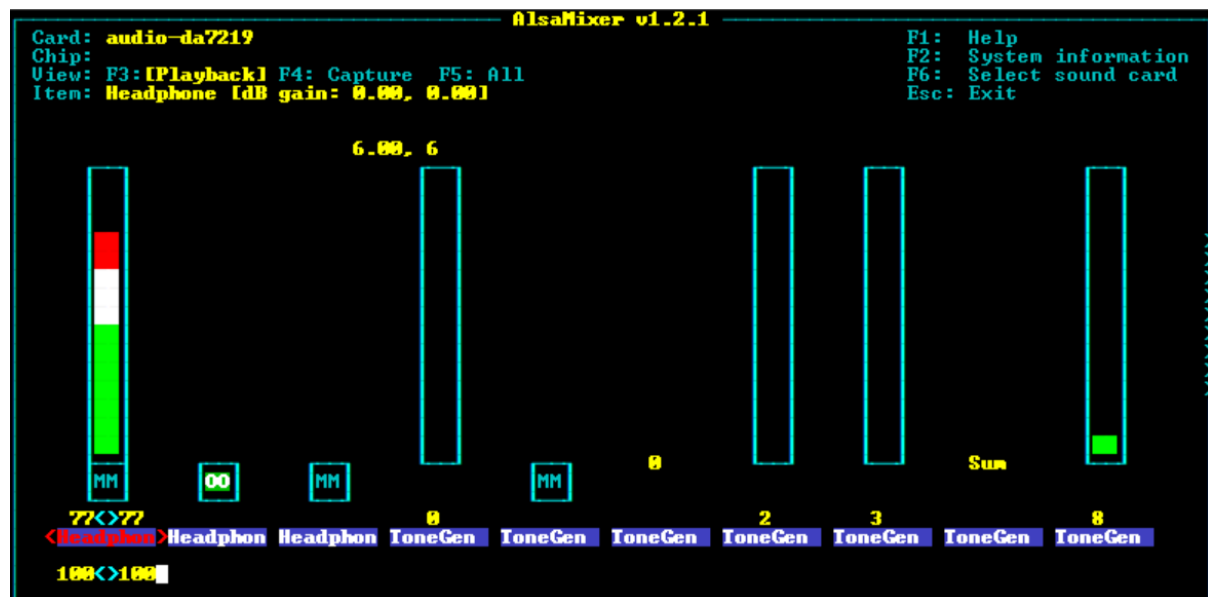 AlsaMixer v1.2.1
Card: audio-da7219 F1: Help
Chip: F2: System information
View: F3:[Playback] F4: Capture F5: All F6: Select sound card
Item: Headphone [dB gain: 0.00, 0.00] Esc: Exit
6.00, 6
0 Sum
MM OO MM MM
77<>77 0 2 3 8
<Headphon>Headphon Headphon ToneGen ToneGen ToneGen ToneGen ToneGen ToneGen ToneGen
100<>100